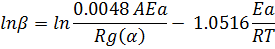 lnβ = ln 0.0048 AEa / Rg(α) − 1.0516 Ea / RT